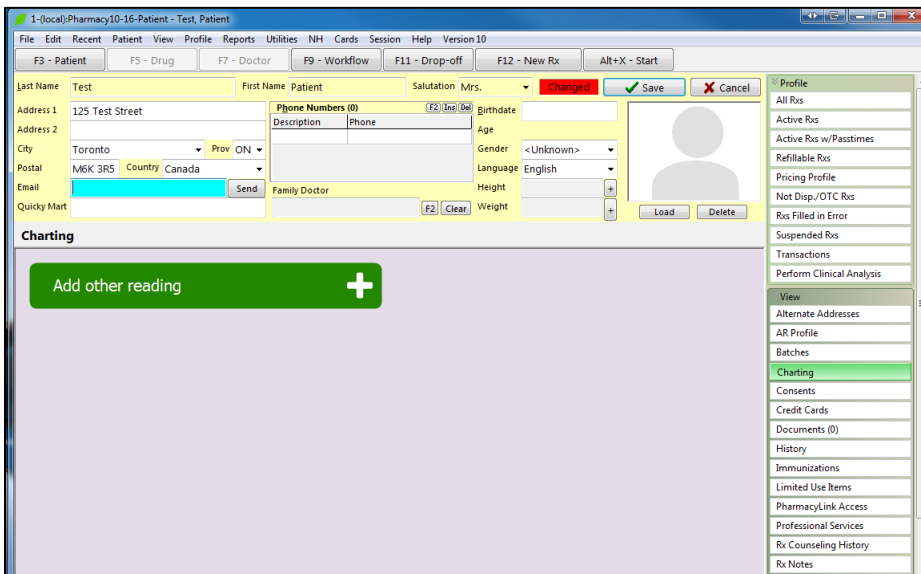 1-(local):Pharmacy10-16-Patient - Test, Patient
File Edit Recent Patient View Profile Reports Utilities NH Cards Session Help Version 10
F3 - Patient F5 - Drug F7 - Doctor F9 - Workflow F11 - Drop-off F12 - New Rx Alt+X - Start
Last Name Test First Name Patient Salutation Mrs. Changed Save Cancel
Address 1 125 Test Street
Address 2
City Toronto Prov ON
Postal M6K 3R5 Country Canada
Email Send
Quicky Mart
Phone Numbers (0) F2 Ins Del
Description Phone
Family Doctor
F2 Clear
Birthdate
Age
Gender <Unknown>
Language English
Height +
Weight +
Load Delete
Charting
Add other reading
Profile
All Rxs
Active Rxs
Active Rxs w/Passtimes
Refillable Rxs
Pricing Profile
Not Disp./OTC Rxs
Rxs Filled in Error
Suspended Rxs
Transactions
Perform Clinical Analysis
View
Alternate Addresses
AR Profile
Batches
Charting
Consents
Credit Cards
Documents (0)
History
Immunizations
Limited Use Items
PharmacyLink Access
Professional Services
Rx Counseling History
Rx Notes